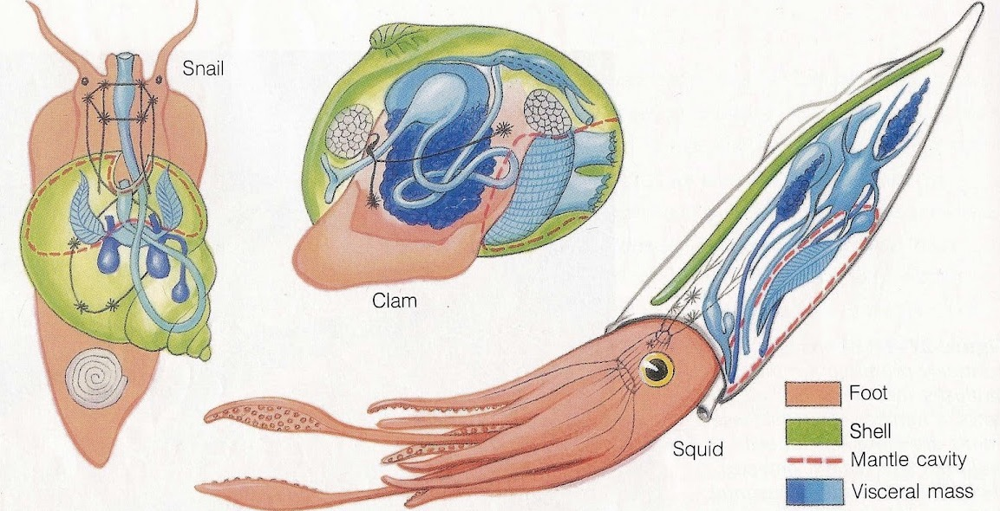 Snail
Clam
Squid
Foot
Shell
Mantle cavity
Visceral mass